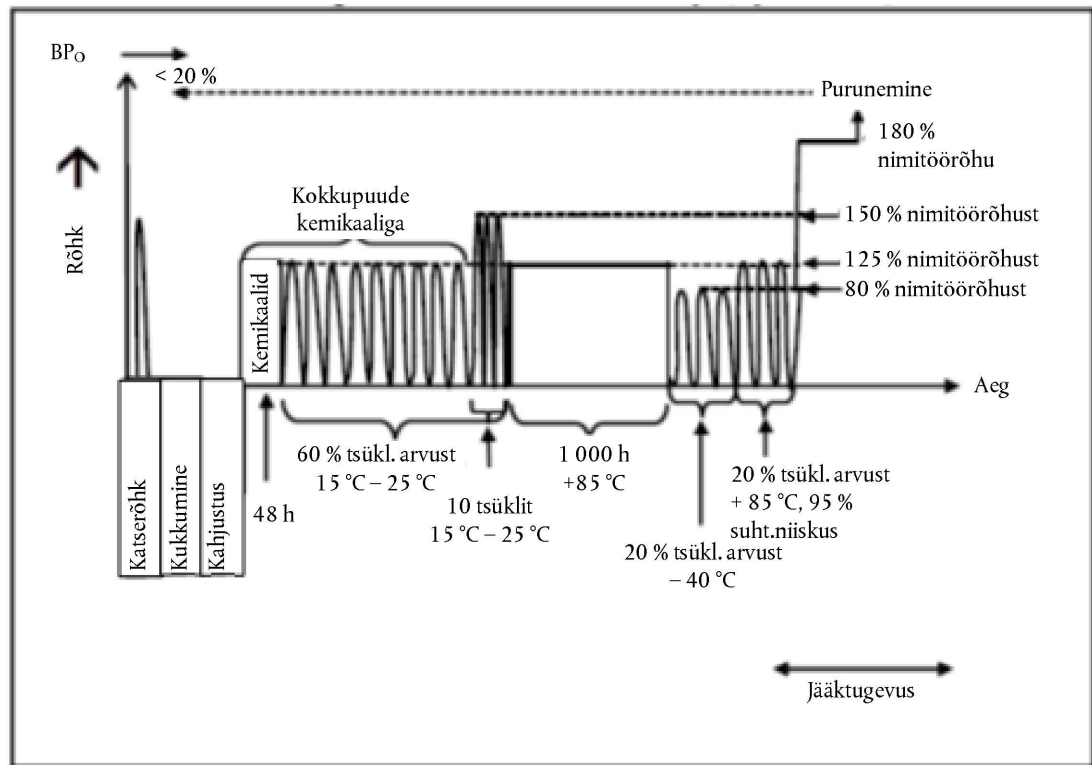 BPO
< 20 %
Purunemine
180 %
nimitöörõhu
Rõhk
Kokkupuude
kemikaaliga
150 % nimitöörõhust
125 % nimitöörõhust
80 % nimitöörõhust
Kemikaalid
Aeg
Katserõhk
Kukkumine
Kahjustus
48 h
60 % tsükl. arvust
15 °C – 25 °C
10 tsüklit
15 °C – 25 °C
1 000 h
+85 °C
20 % tsükl. arvust
+ 85 °C, 95 %
suht.niiskus
20 % tsükl. arvust
– 40 °C
Jääktugevus